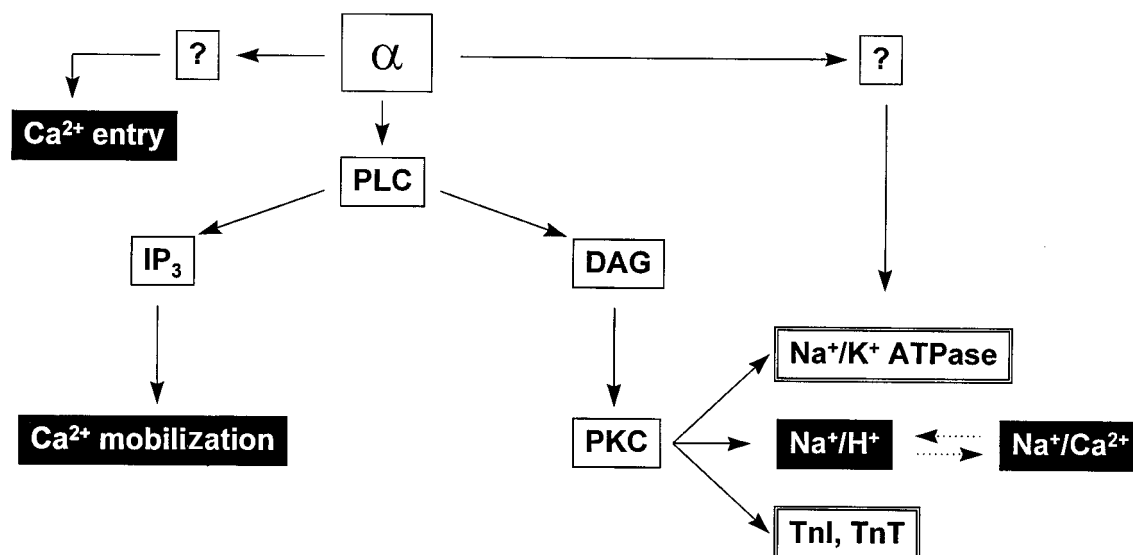 ?
α
?
Ca²⁺ entry
PLC
IP₃
DAG
Na⁺/K⁺ ATPase
Ca²⁺ mobilization
PKC
Na⁺/H⁺
Na⁺/Ca²⁺
TnI, TnT